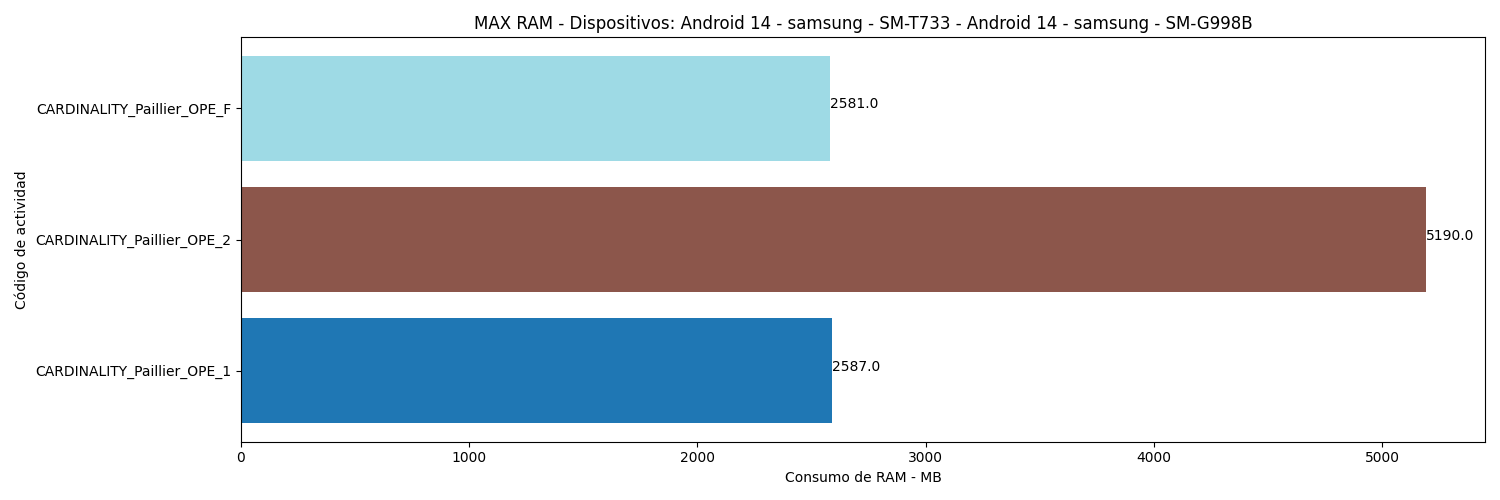 MAX RAM - Dispositivos: Android 14 - samsung - SM-T733 - Android 14 - samsung - SM-G998B
CARDINALITY_Paillier_OPE_F
2581.0
CARDINALITY_Paillier_OPE_2
5190.0
CARDINALITY_Paillier_OPE_1
2587.0
Código de actividad
0 1000 2000 3000 4000 5000
Consumo de RAM - MB